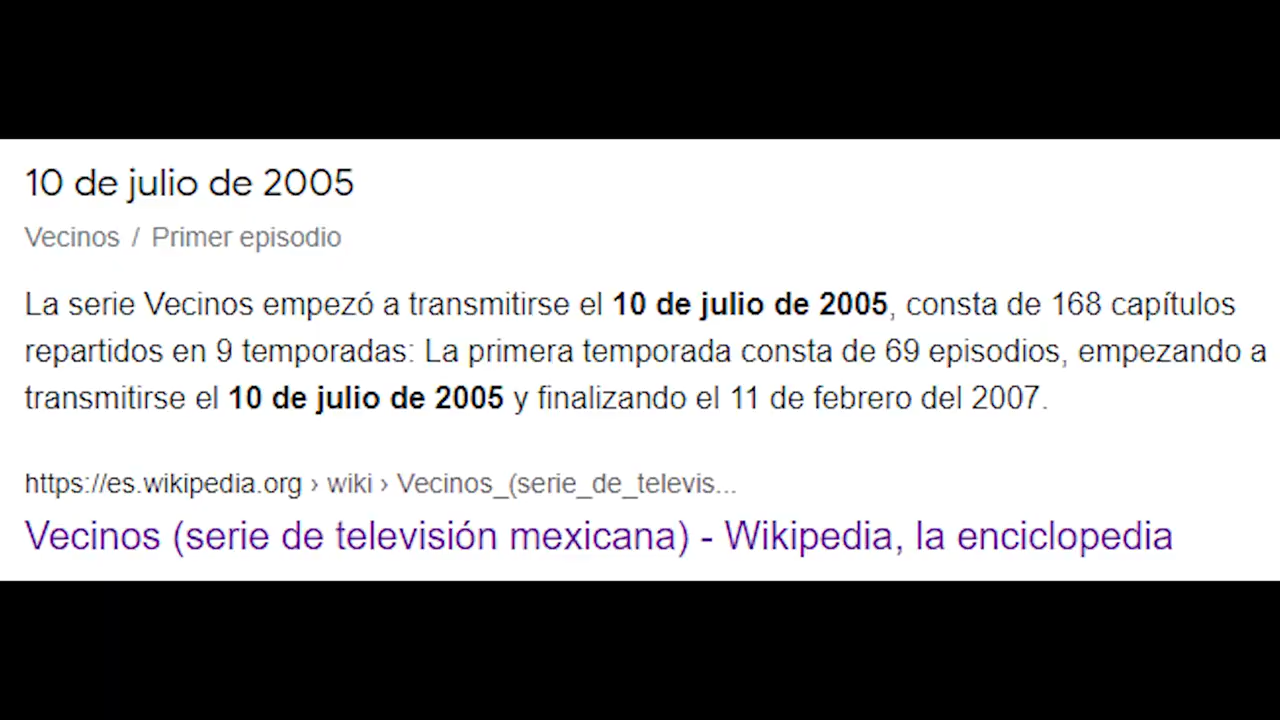 10 de julio de 2005
Vecinos / Primer episodio
La serie Vecinos empezó a transmitirse el 10 de julio de 2005, consta de 168 capítulos
repartidos en 9 temporadas: La primera temporada consta de 69 episodios, empezando a
transmitirse el 10 de julio de 2005 y finalizando el 11 de febrero del 2007.
https://es.wikipedia.org › wiki › Vecinos_(serie_de_televis...
Vecinos (serie de televisión mexicana) - Wikipedia, la enciclopedia